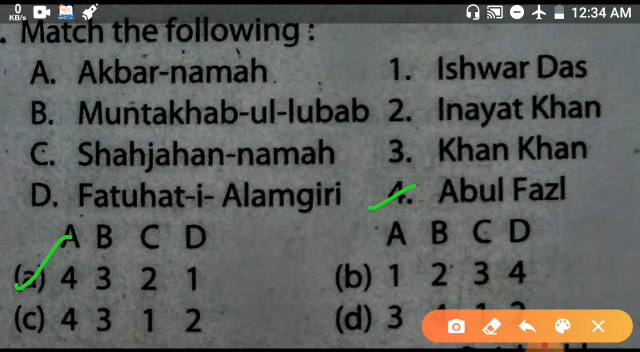 0
KB/s
12:34 AM
. Match the following :
A. Akbar-namah 1. Ishwar Das
B. Muntakhab-ul-lubab 2. Inayat Khan
C. Shahjahan-namah 3. Khan Khan
D. Fatuhat-i- Alamgiri 4. Abul Fazl
A B C D A B C D
(a) 4 3 2 1 (b) 1 2 3 4
(c) 4 3 1 2 (d) 3